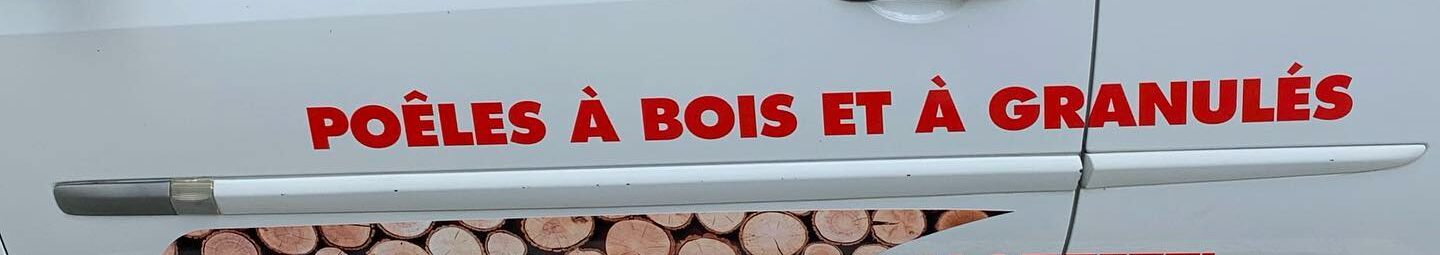 POÊLES À BOIS ET À GRANULÉS